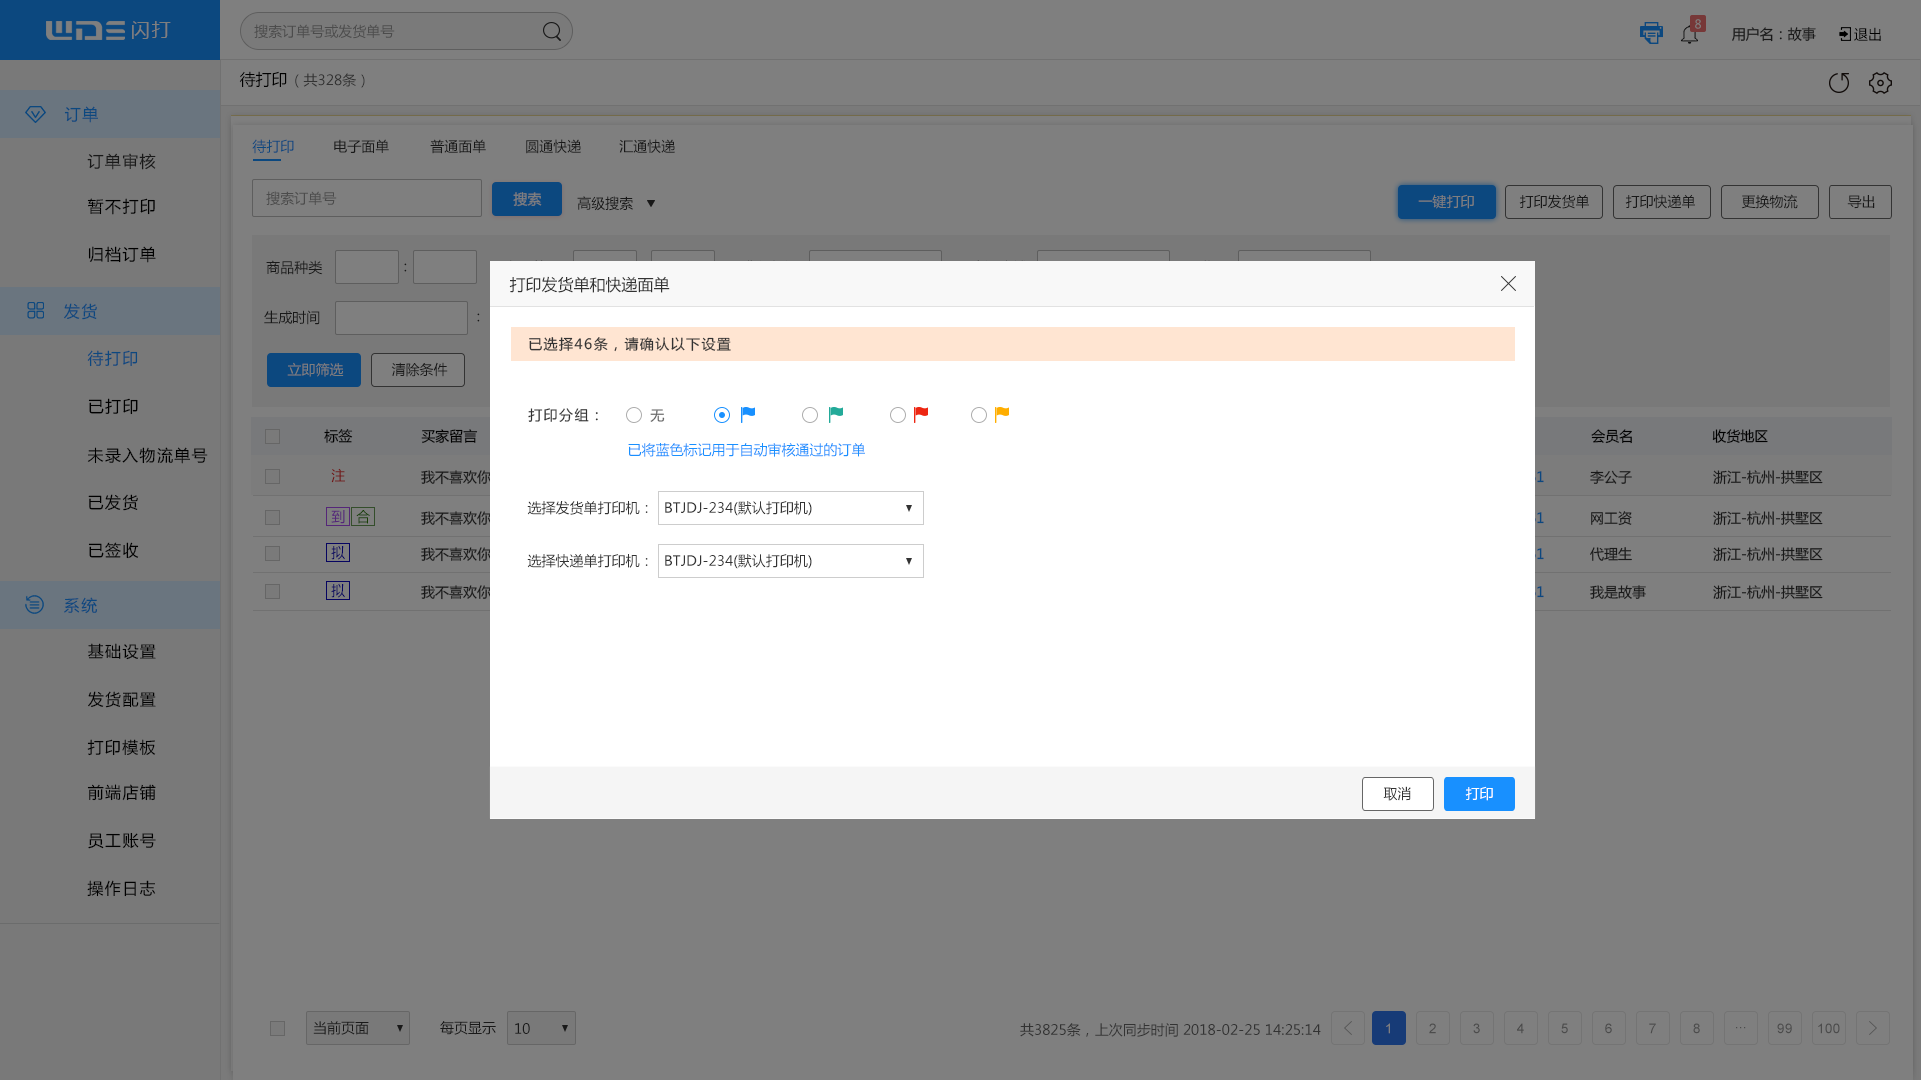 WDS闪打
搜索订单号或发货单号
8
用户名：故事
退出
待打印（共328条）
订单
订单审核
暂不打印
归档订单
发货
待打印
已打印
未录入物流单号
已发货
已签收
系统
基础设置
发货配置
打印模板
前端店铺
员工账号
操作日志
待打印 电子面单 普通面单 圆通快递 汇通快递
搜索订单号 搜索 高级搜索 ▼
一键打印 打印发货单 打印快递单 更换物流 导出
商品种类 :
生成时间 :
立即筛选 清除条件
标签 买家留言 会员名 收货地区
注 我不喜欢你 1 李公子 浙江-杭州-拱墅区
到 合 我不喜欢你 1 网工资 浙江-杭州-拱墅区
拟 我不喜欢你 1 代理生 浙江-杭州-拱墅区
拟 我不喜欢你 1 我是故事 浙江-杭州-拱墅区
打印发货单和快递面单
已选择46条，请确认以下设置
打印分组： 无
已将蓝色标记用于自动审核通过的订单
选择发货单打印机： BTJDJ-234(默认打印机) ▼
选择快递单打印机： BTJDJ-234(默认打印机) ▼
取消 打印
当前页面 ▼ 每页显示 10 ▼
共3825条，上次同步时间 2018-02-25 14:25:14 1 2 3 4 5 6 7 8 ··· 99 100